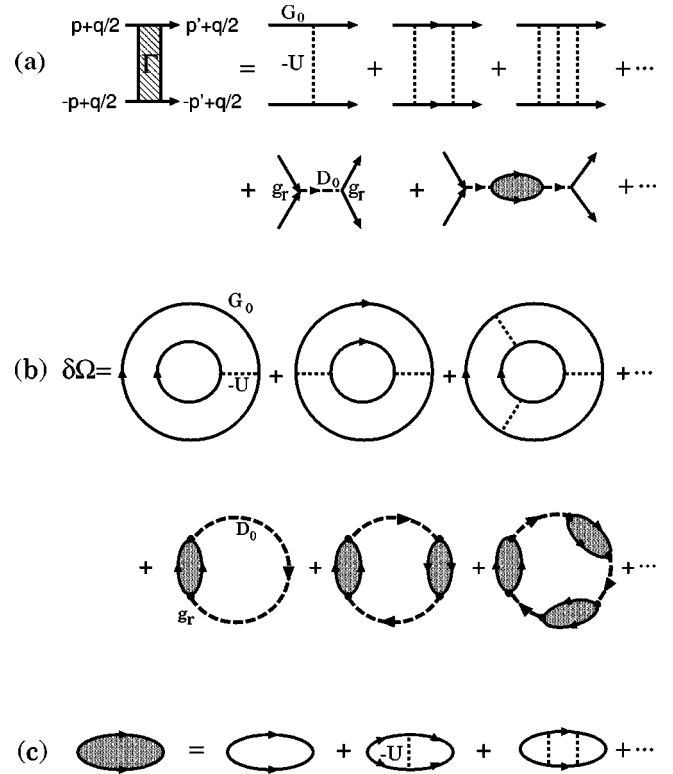 p+q/2 p'+q/2 G₀
(a) Γ = -U + + +···
-p+q/2 -p'+q/2
+ gᵣ D₀ gᵣ + +···
G₀
(b) δΩ= -U + + +···
D₀
+ + + +···
gᵣ
(c) = + -U + +···